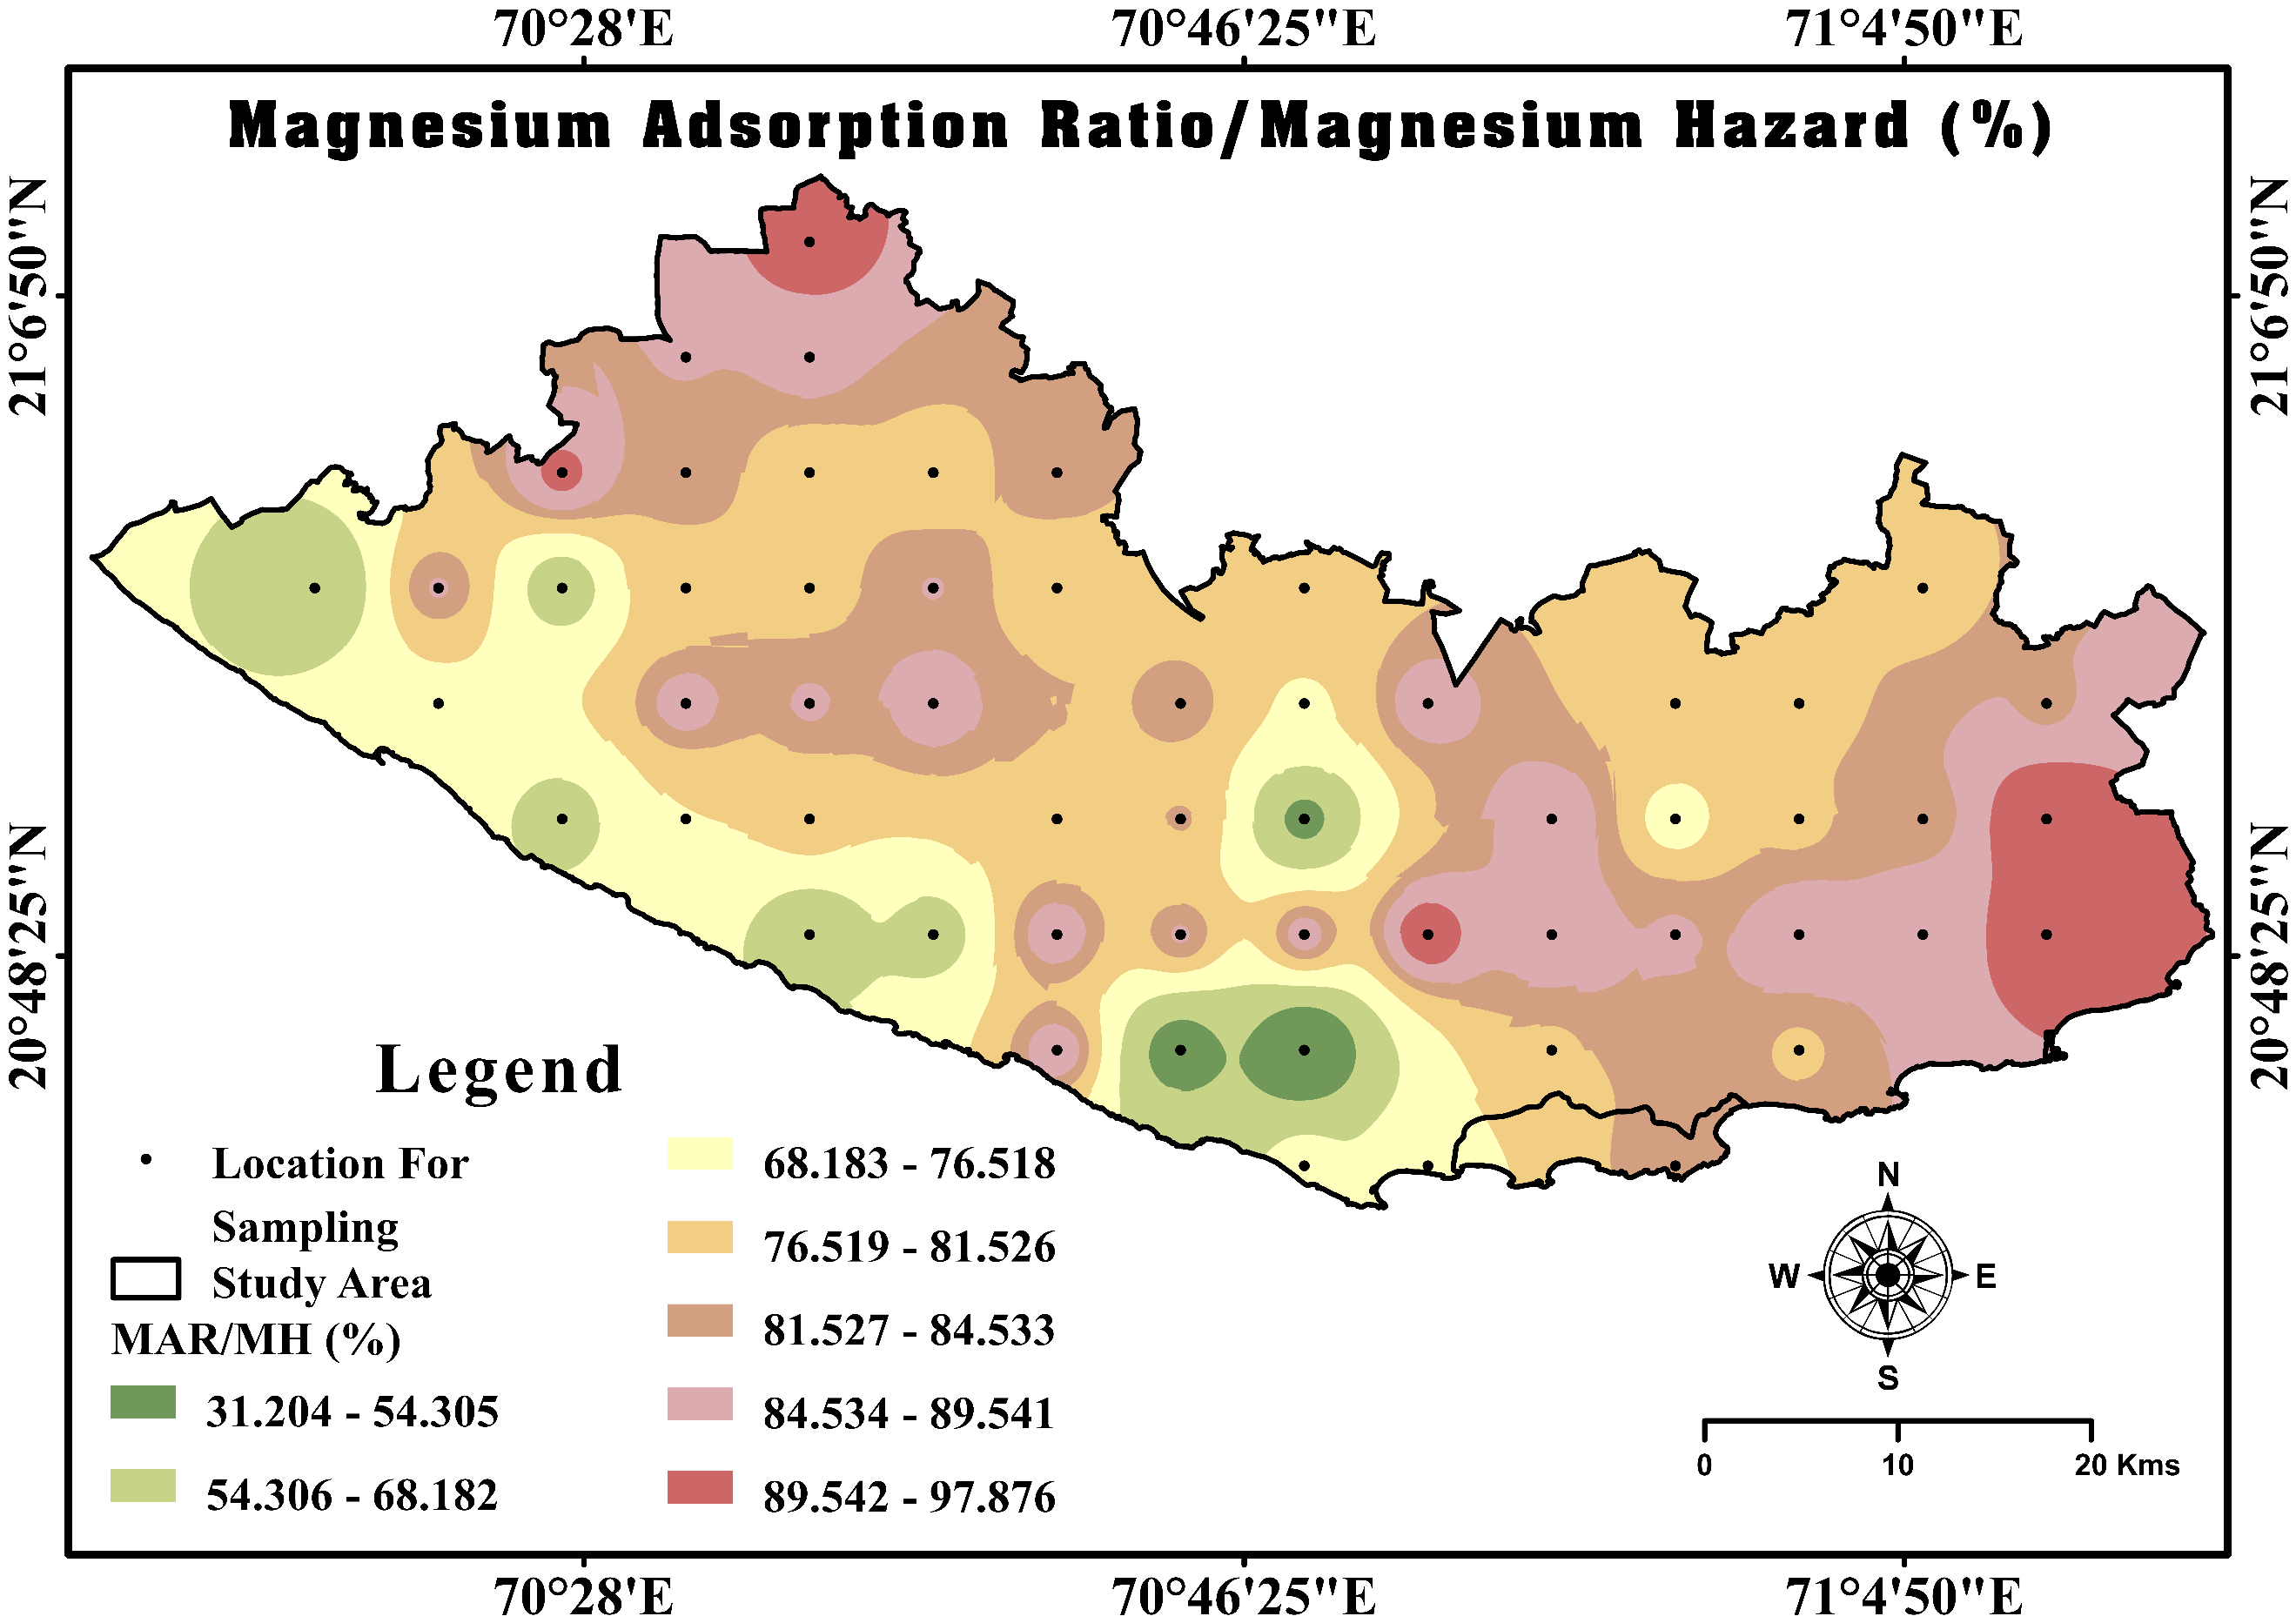 70°28'E 70°46'25"E 71°4'50"E
Magnesium Adsorption Ratio/Magnesium Hazard (%)
21°6'50"N 21°6'50"N
20°48'25"N 20°48'25"N
Legend
Location For
Sampling
Study Area
MAR/MH (%)
31.204 - 54.305
54.306 - 68.182
68.183 - 76.518
76.519 - 81.526
81.527 - 84.533
84.534 - 89.541
89.542 - 97.876
N
W E
S
0 10 20 Kms
70°28'E 70°46'25"E 71°4'50"E